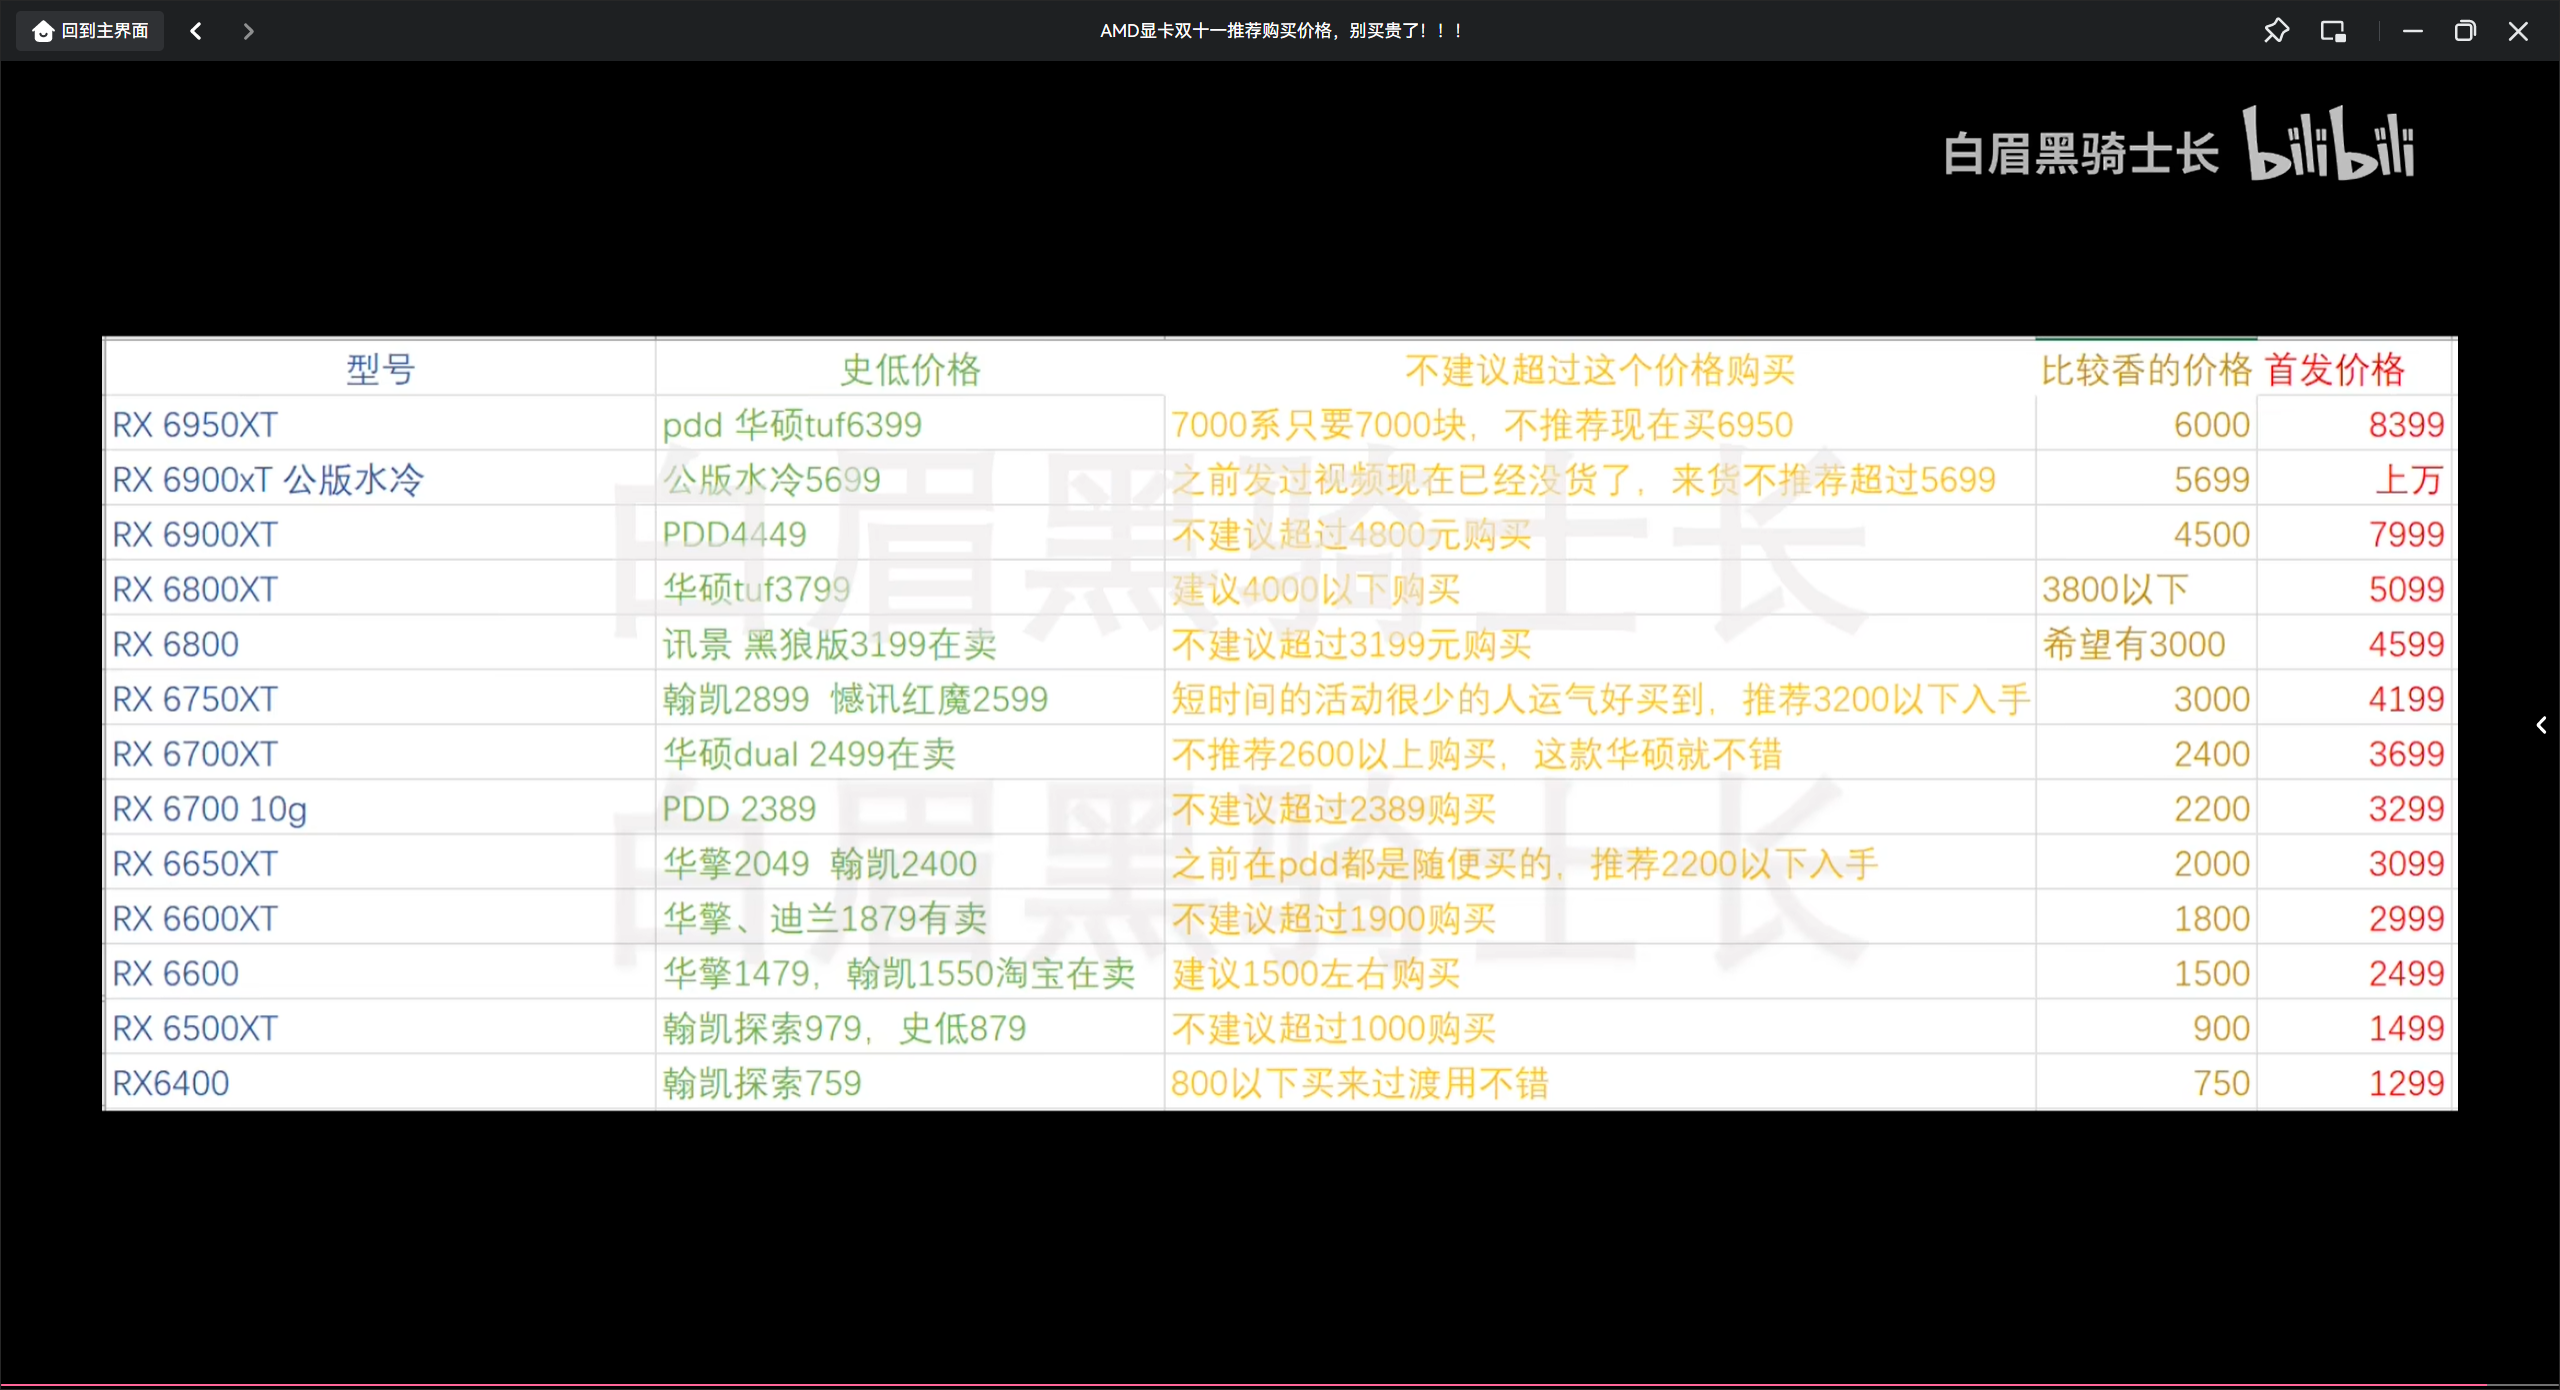 回到主界面
AMD显卡双十一推荐购买价格，别买贵了！！！
白眉黑骑士长 bilibili
型号 史低价格 不建议超过这个价格购买 比较香的价格 首发价格
RX 6950XT pdd 华硕tuf6399 7000系只要7000块，不推荐现在买6950 6000 8399
RX 6900xT 公版水冷 公版水冷5699 之前发过视频现在已经没货了，来货不推荐超过5699 5699 上万
RX 6900XT PDD4449 不建议超过4800元购买 4500 7999
RX 6800XT 华硕tuf3799 建议4000以下购买 3800以下 5099
RX 6800 讯景 黑狼版3199在卖 不建议超过3199元购买 希望有3000 4599
RX 6750XT 翰凯2899 憾讯红魔2599 短时间的活动很少的人运气好买到，推荐3200以下入手 3000 4199
RX 6700XT 华硕dual 2499在卖 不推荐2600以上购买，这款华硕就不错 2400 3699
RX 6700 10g PDD 2389 不建议超过2389购买 2200 3299
RX 6650XT 华擎2049 翰凯2400 之前在pdd都是随便买的，推荐2200以下入手 2000 3099
RX 6600XT 华擎、迪兰1879有卖 不建议超过1900购买 1800 2999
RX 6600 华擎1479，翰凯1550淘宝在卖 建议1500左右购买 1500 2499
RX 6500XT 翰凯探索979，史低879 不建议超过1000购买 900 1499
RX6400 翰凯探索759 800以下买来过渡用不错 750 1299
白眉黑骑士长
白眉黑骑士长